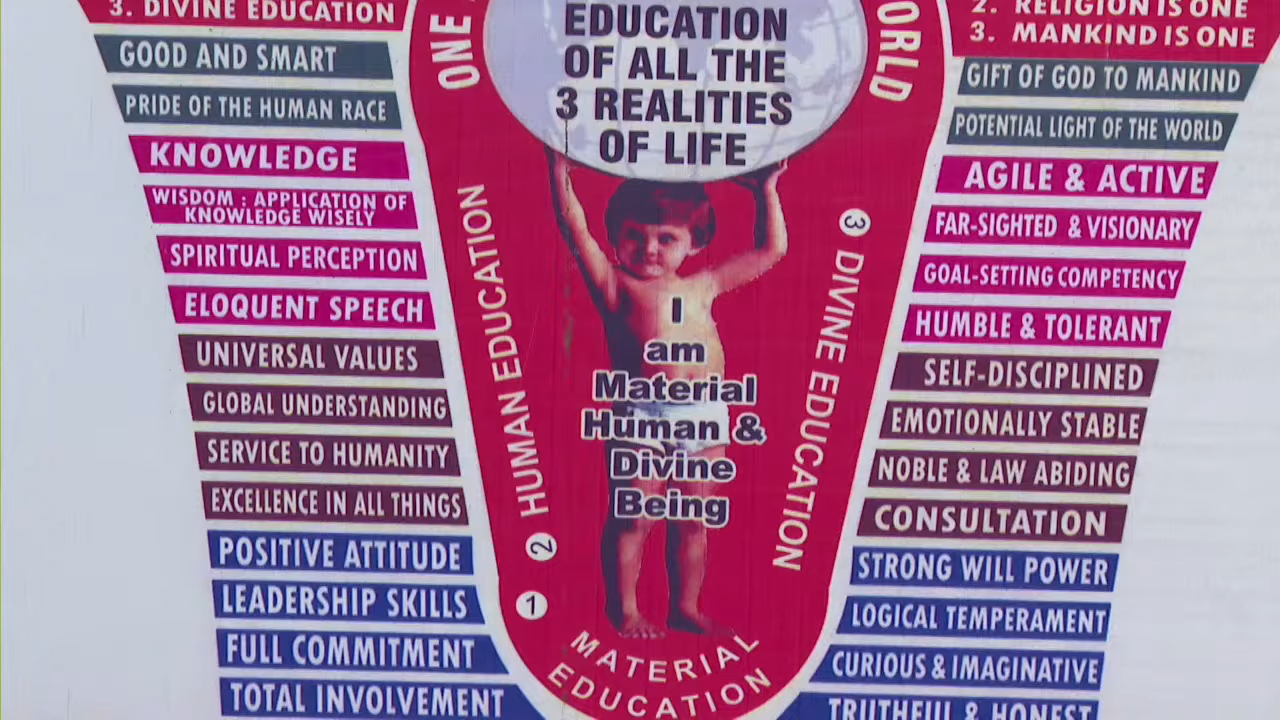 3. DIVINE EDUCATION
GOOD AND SMART
PRIDE OF THE HUMAN RACE
KNOWLEDGE
WISDOM : APPLICATION OF
KNOWLEDGE WISELY
SPIRITUAL PERCEPTION
ELOQUENT SPEECH
UNIVERSAL VALUES
GLOBAL UNDERSTANDING
SERVICE TO HUMANITY
EXCELLENCE IN ALL THINGS
POSITIVE ATTITUDE
LEADERSHIP SKILLS
FULL COMMITMENT
TOTAL INVOLVEMENT
ONE
EDUCATION
OF ALL THE
3 REALITIES
OF LIFE
ORLD
2 HUMAN EDUCATION
I
am
Material
Human &
Divine
Being
3 DIVINE EDUCATION
1
MATERIAL
EDUCATION
2. RELIGION IS ONE
3. MANKIND IS ONE
GIFT OF GOD TO MANKIND
POTENTIAL LIGHT OF THE WORLD
AGILE & ACTIVE
FAR-SIGHTED & VISIONARY
GOAL-SETTING COMPETENCY
HUMBLE & TOLERANT
SELF-DISCIPLINED
EMOTIONALLY STABLE
NOBLE & LAW ABIDING
CONSULTATION
STRONG WILL POWER
LOGICAL TEMPERAMENT
CURIOUS & IMAGINATIVE
TRUTHFUL & HONEST